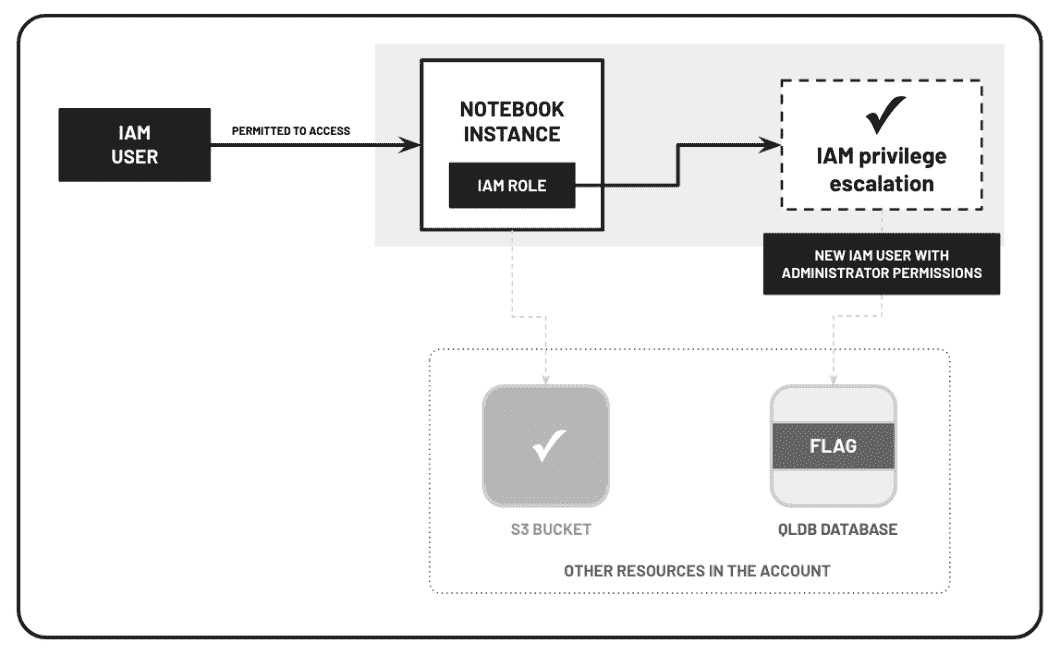 IAM
USER
PERMITTED TO ACCESS
NOTEBOOK
INSTANCE
IAM ROLE
IAM privilege
escalation
NEW IAM USER WITH
ADMINISTRATOR PERMISSIONS
FLAG
S3 BUCKET
QLDB DATABASE
OTHER RESOURCES IN THE ACCOUNT